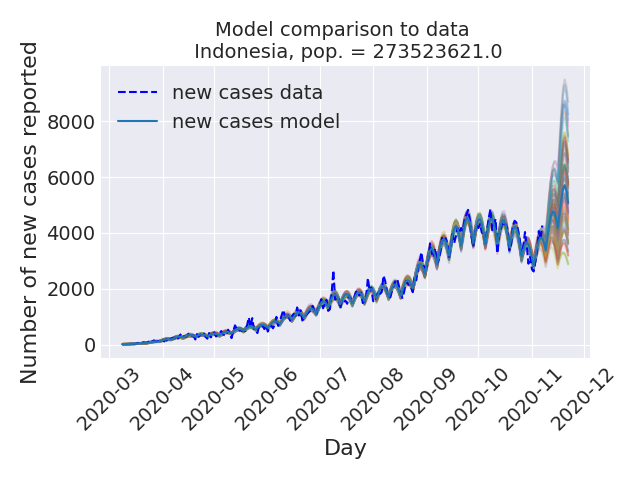 Model comparison to data
Indonesia, pop. = 273523621.0
Number of new cases reported
new cases data
new cases model
8000
6000
4000
2000
0
2020-03
2020-04
2020-05
2020-06
2020-07
2020-08
2020-09
2020-10
2020-11
2020-12
Day